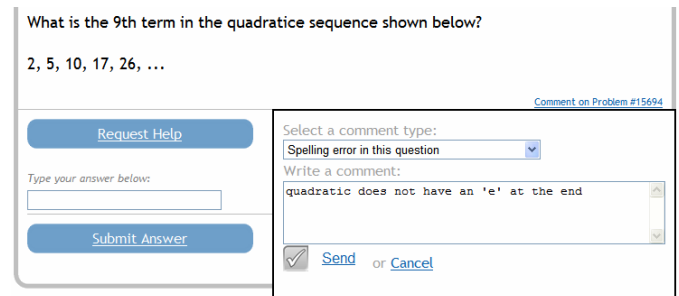 What is the 9th term in the quadratice sequence shown below?
2, 5, 10, 17, 26, ...
Comment on Problem #15694
Request Help
Type your answer below:
Submit Answer
Select a comment type:
Spelling error in this question
Write a comment:
quadratic does not have an 'e' at the end
Send or Cancel